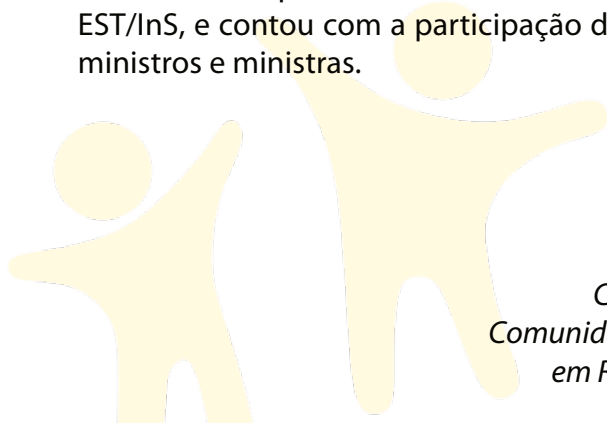 EST/InS, e contou com a participação d
ministros e ministras.
Comunid
em F